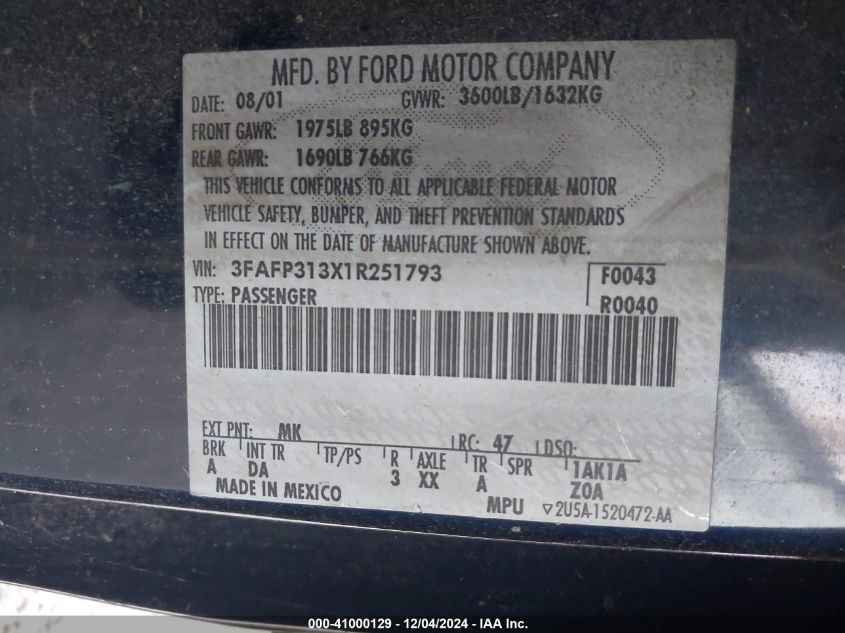 MFD. BY FORD MOTOR COMPANY
DATE: 08/01 GVWR: 3600LB/1632KG
FRONT GAWR: 1975LB 895KG
REAR GAWR: 1690LB 766KG
THIS VEHICLE CONFORMS TO ALL APPLICABLE FEDERAL MOTOR
VEHICLE SAFETY, BUMPER, AND THEFT PREVENTION STANDARDS
IN EFFECT ON THE DATE OF MANUFACTURE SHOWN ABOVE.
VIN: 3FAFP313X1R251793 F0043
TYPE: PASSENGER R0040
EXT PNT: MK RC: 47 DSO:
BRK INT TR TP/PS R AXLE TR SPR 1AK1A
A DA 3 XX A Z0A
MADE IN MEXICO MPU ▽2U5A-1520472-AA
000-41000129 - 12/04/2024 - IAA Inc.